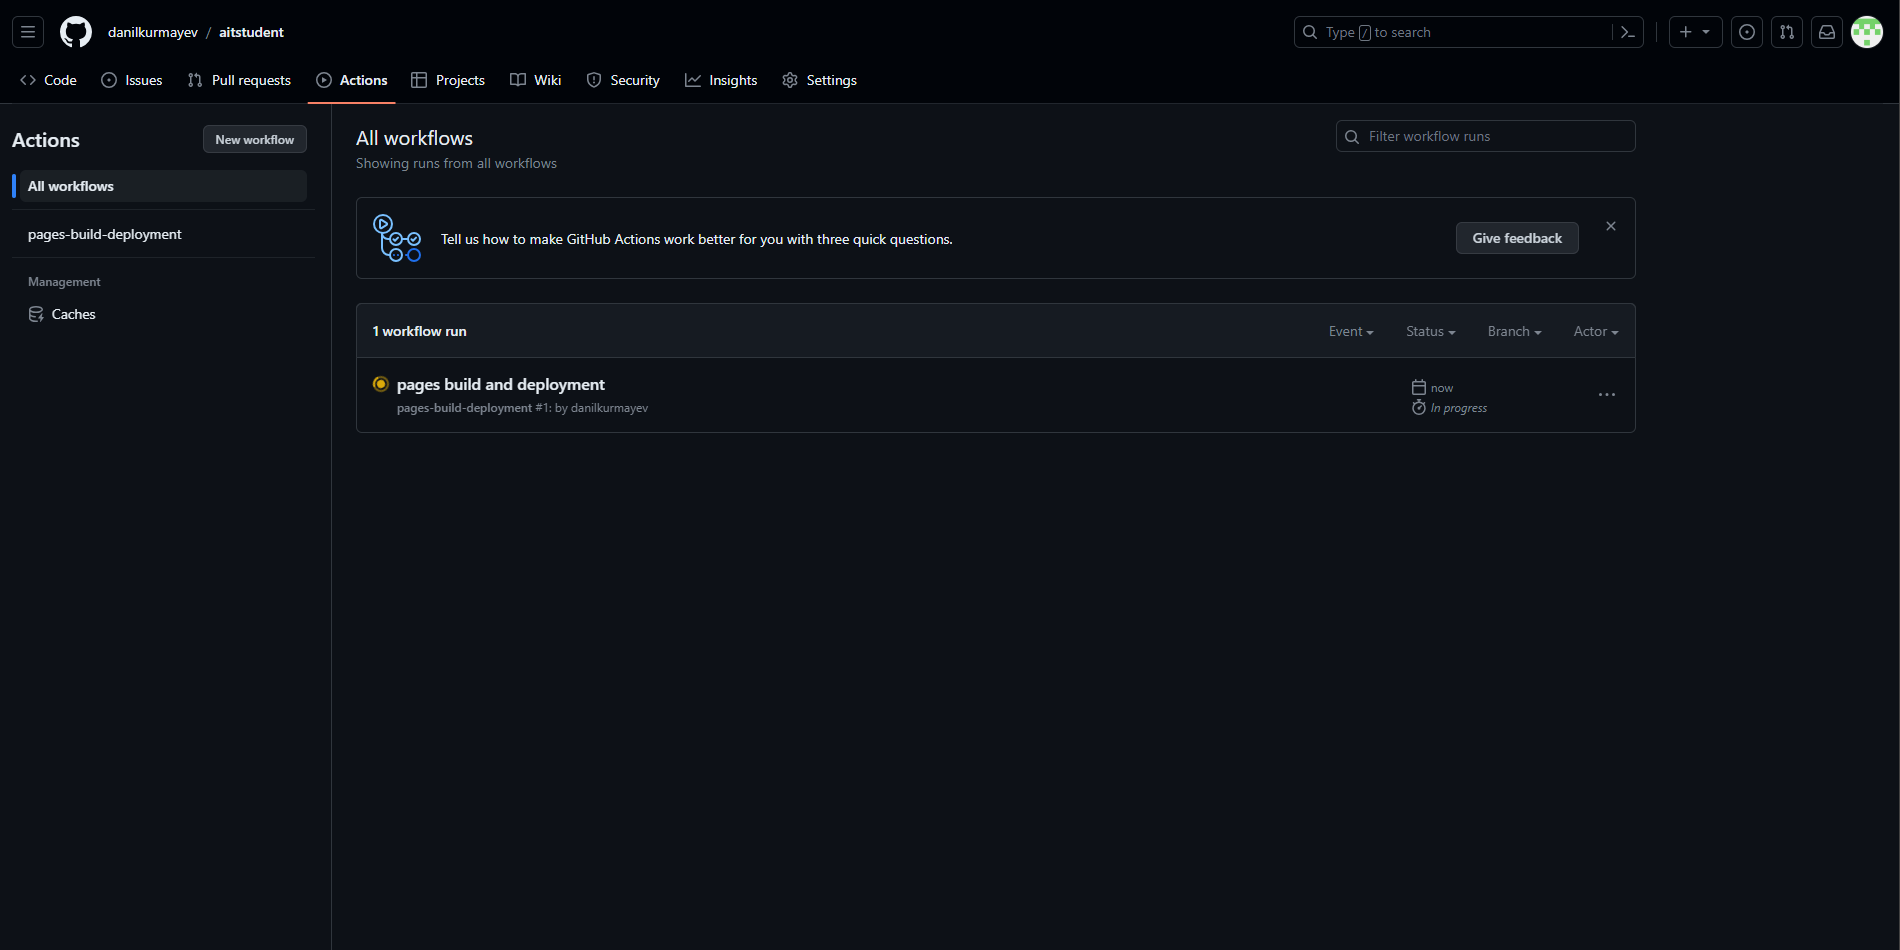 danilkurmayev / aitstudent
Type / to search
Code
Issues
Pull requests
Actions
Projects
Wiki
Security
Insights
Settings
Actions
New workflow
All workflows
pages-build-deployment
Management
Caches
All workflows
Showing runs from all workflows
Filter workflow runs
Tell us how to make GitHub Actions work better for you with three quick questions.
Give feedback
1 workflow run
Event
Status
Branch
Actor
pages build and deployment
pages-build-deployment #1: by danilkurmayev
now
In progress